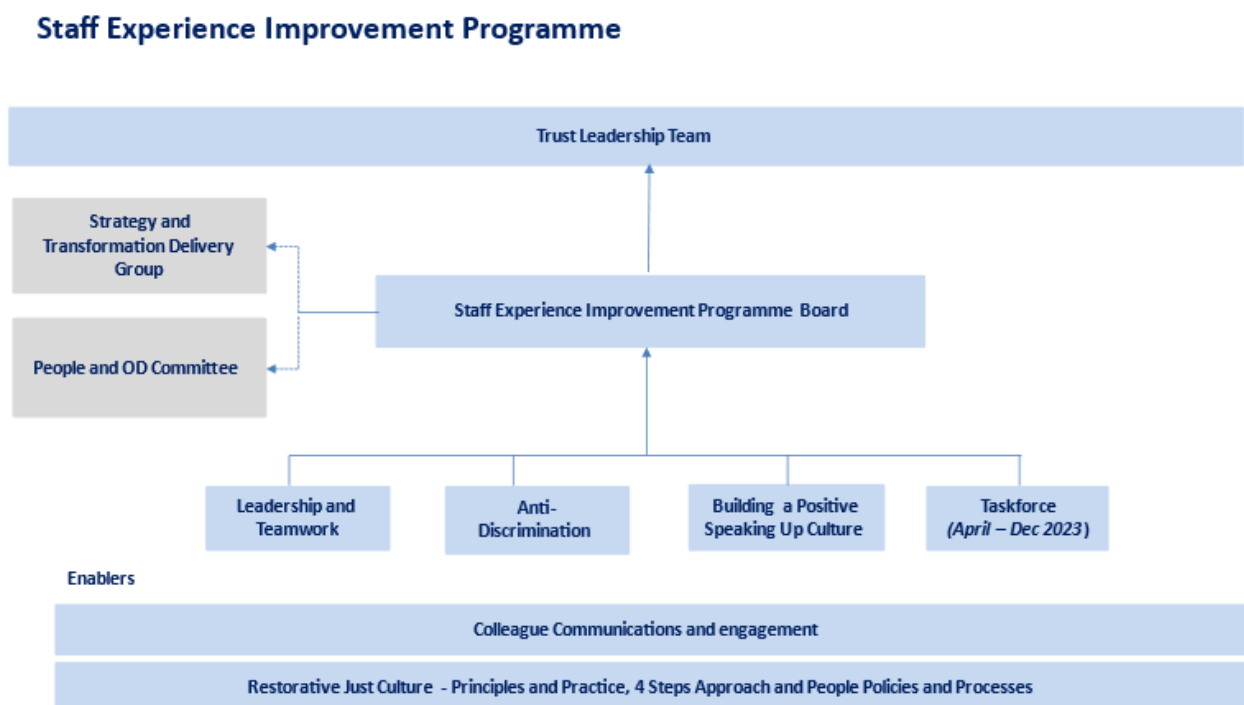 Staff Experience Improvement Programme
Trust Leadership Team
Strategy and
Transformation Delivery
Group
Staff Experience Improvement Programme Board
People and OD Committee
Leadership and
Teamwork
Anti-
Discrimination
Building a Positive
Speaking Up Culture
Taskforce
(April – Dec 2023)
Enablers
Colleague Communications and engagement
Restorative Just Culture - Principles and Practice, 4 Steps Approach and People Policies and Processes